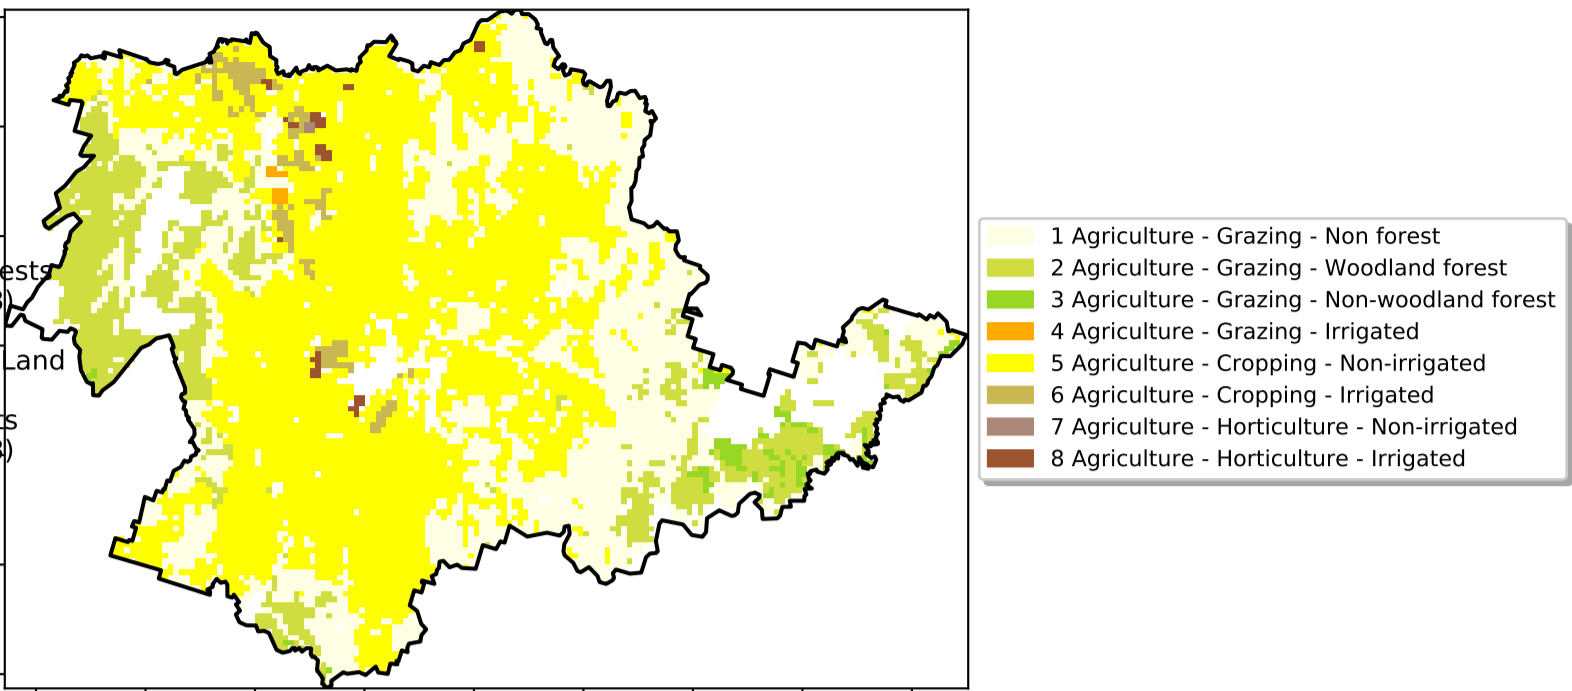 ests
)
Land
s
)
1 Agriculture - Grazing - Non forest
2 Agriculture - Grazing - Woodland forest
3 Agriculture - Grazing - Non-woodland forest
4 Agriculture - Grazing - Irrigated
5 Agriculture - Cropping - Non-irrigated
6 Agriculture - Cropping - Irrigated
7 Agriculture - Horticulture - Non-irrigated
8 Agriculture - Horticulture - Irrigated